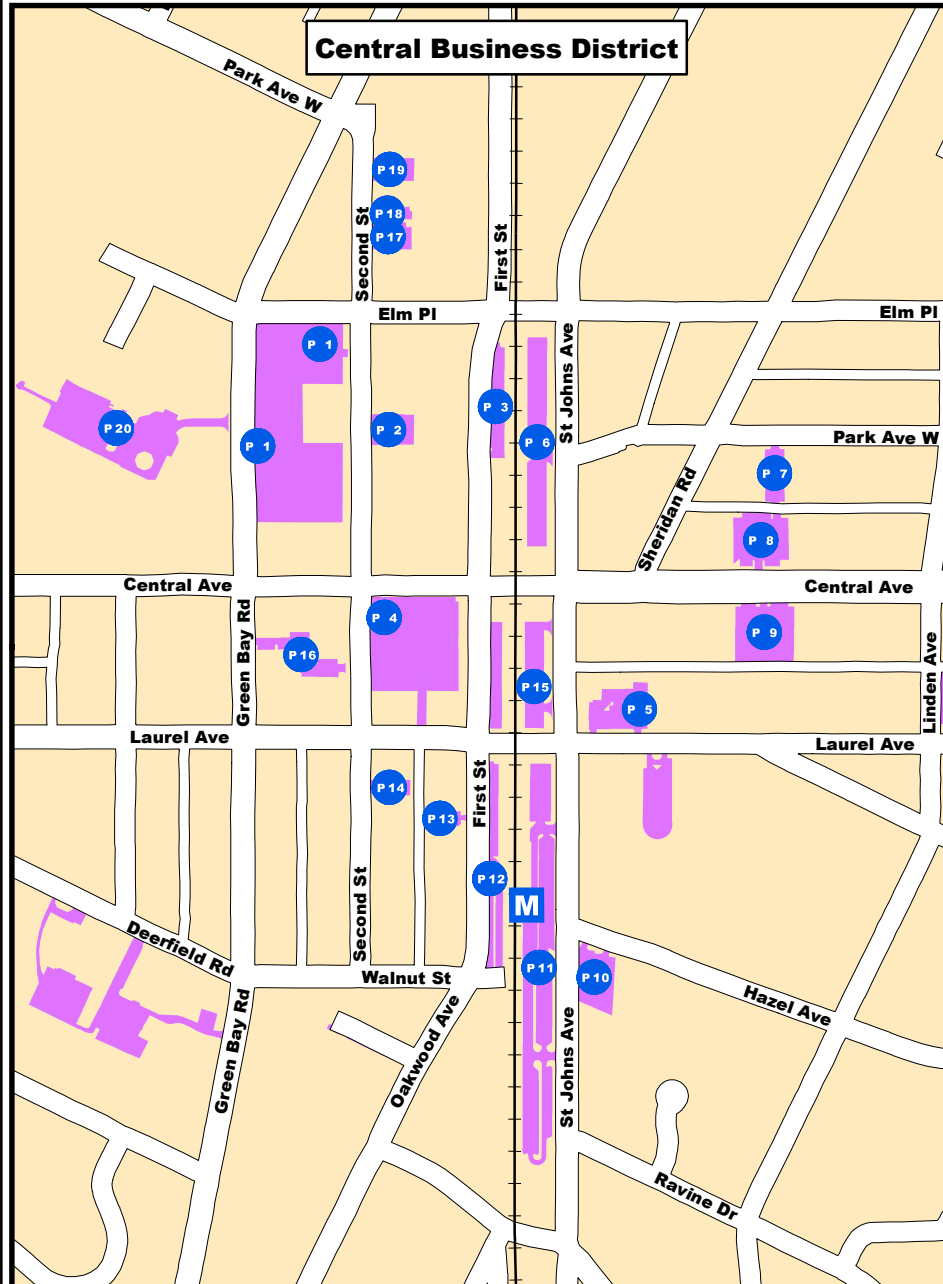 Central Business District
Park Ave W
P 19
P 18
P 17
Second St
First St
Elm Pl
Elm Pl
P 1
St Johns Ave
P 3
P 20
P 2
P 1
P 6
Park Ave W
P 7
Sheridan Rd
P 8
Central Ave
Central Ave
Green Bay Rd
P 4
P 9
P 16
Linden Ave
P 15
P 5
Laurel Ave
Laurel Ave
First St
P 14
P 13
P 12
Second St
M
Deerfield Rd
P 11
P 10
Walnut St
Hazel Ave
Green Bay Rd
Oakwood Ave
St Johns Ave
Ravine Dr